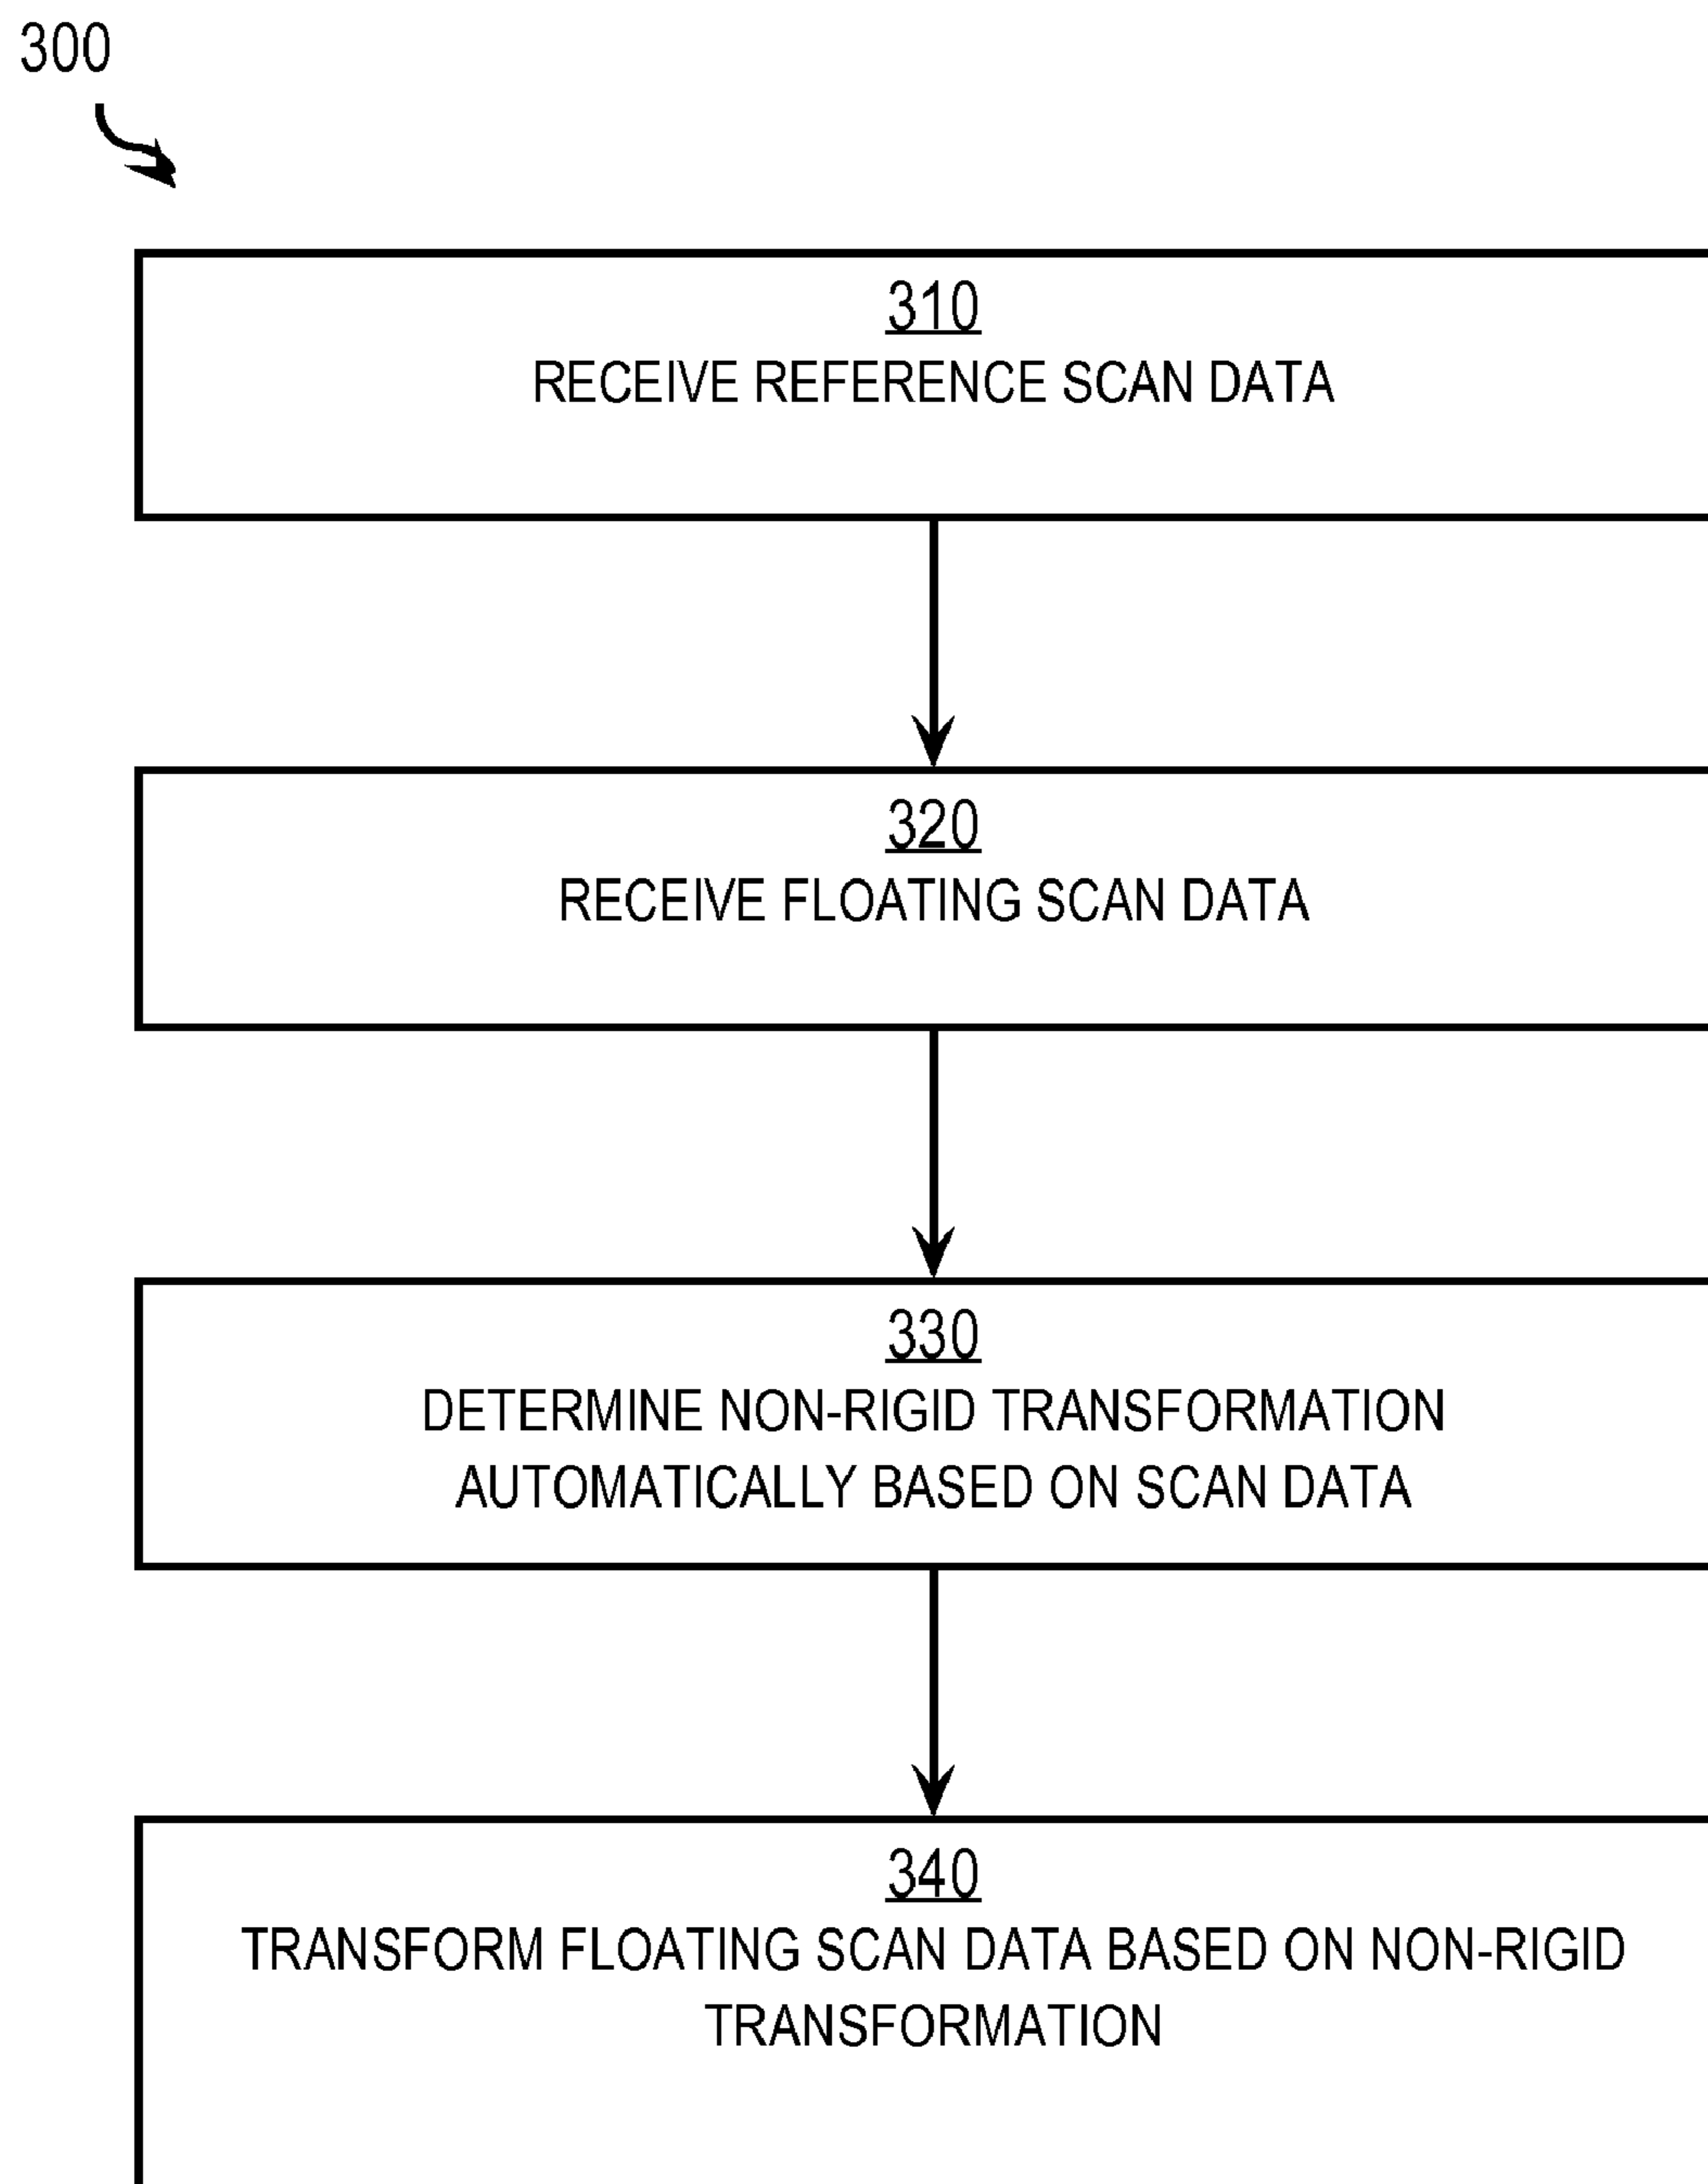 300
310
RECEIVE REFERENCE SCAN DATA
320
RECEIVE FLOATING SCAN DATA
330
DETERMINE NON-RIGID TRANSFORMATION
AUTOMATICALLY BASED ON SCAN DATA
340
TRANSFORM FLOATING SCAN DATA BASED ON NON-RIGID
TRANSFORMATION